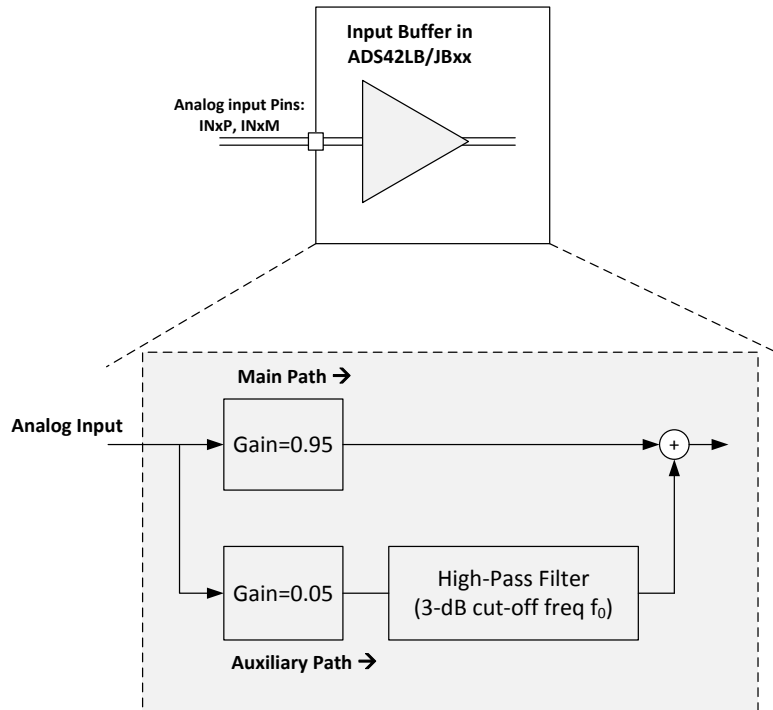 Input Buffer in
ADS42LB/JBxx
Analog input Pins:
INxP, INxM
Main Path →
Analog Input
Gain=0.95
+
Gain=0.05
High-Pass Filter
(3-dB cut-off freq f₀)
Auxiliary Path →